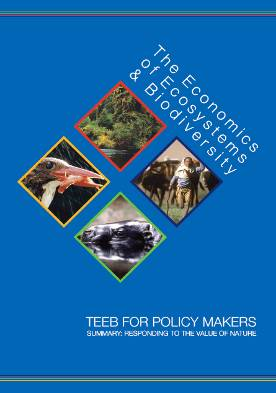 The Economics
of Ecosystems
& Biodiversity
TEEB FOR POLICY MAKERS
SUMMARY: RESPONDING TO THE VALUE OF NATURE